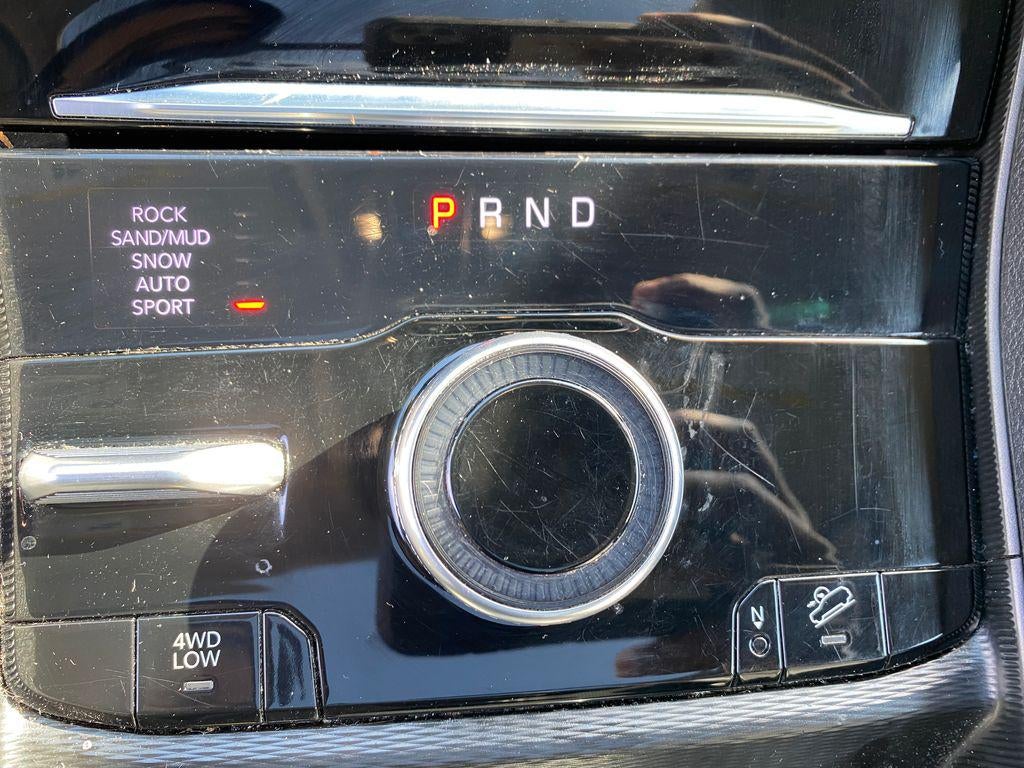 ROCK
SAND/MUD
SNOW
AUTO
SPORT
P R N D
4WD
LOW
N